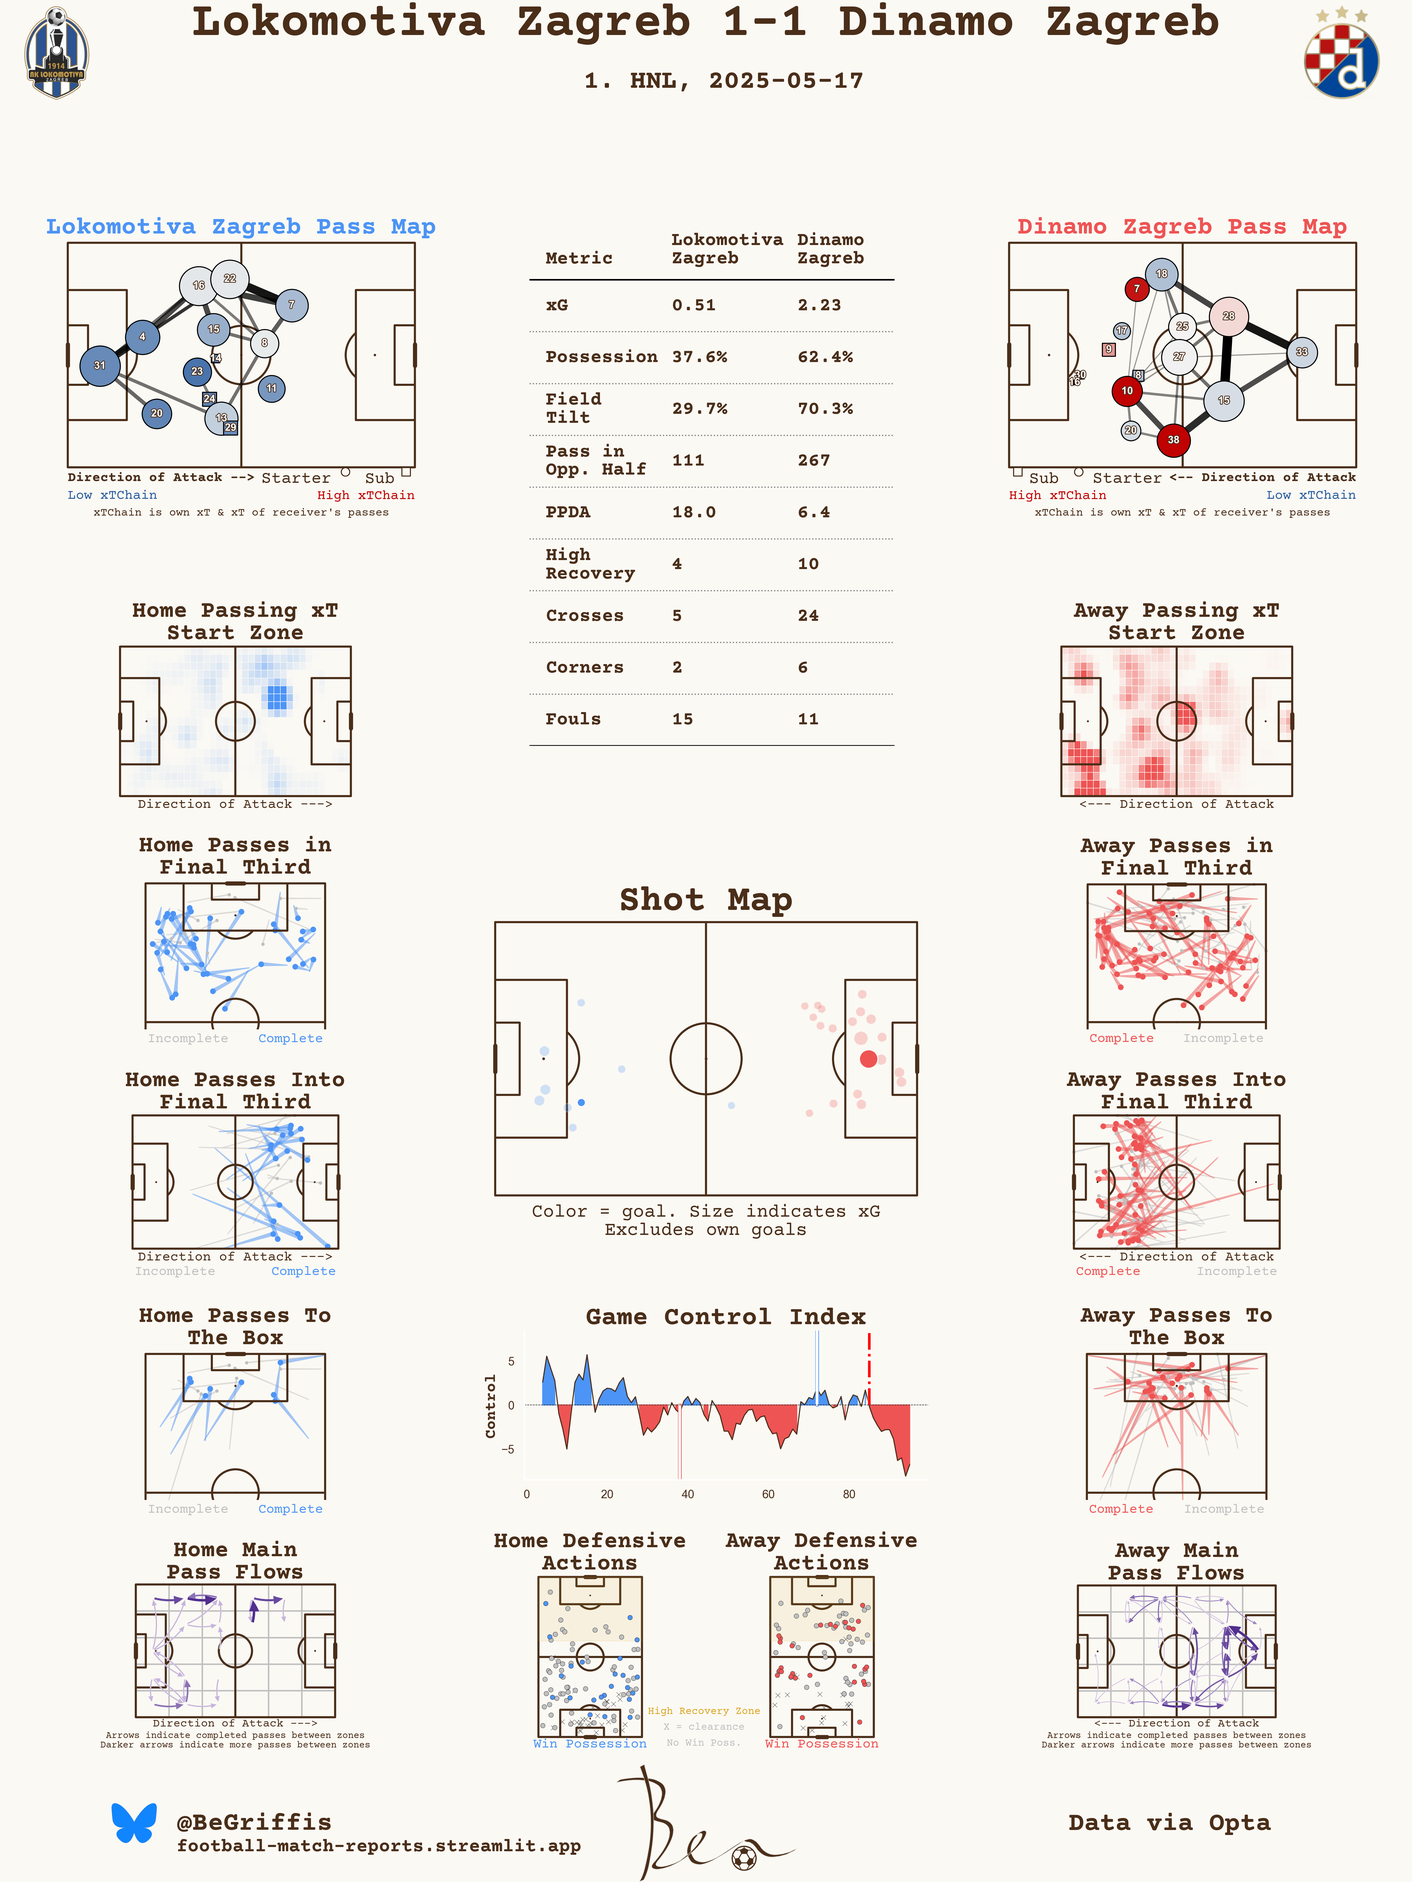 Lokomotiva Zagreb 1-1 Dinamo Zagreb
1. HNL, 2025-05-17
1914
NK LOKOMOTIVA
ZAGREB
d
Lokomotiva Zagreb Pass Map
16
22
7
15
8
4
14
31
23
11
24
20
13
29
Direction of Attack --> Starter Sub
Low xTChain High xTChain
xTChain is own xT & xT of receiver's passes
Metric Lokomotiva Zagreb Dinamo Zagreb
xG 0.51 2.23
Possession 37.6% 62.4%
Field Tilt 29.7% 70.3%
Pass in Opp. Half 111 267
PPDA 18.0 6.4
High Recovery 4 10
Crosses 5 24
Corners 2 6
Fouls 15 11
Dinamo Zagreb Pass Map
18
7
28
25
17
9
27
33
30
16
8
10
15
20
38
Sub Starter <-- Direction of Attack
High xTChain Low xTChain
xTChain is own xT & xT of receiver's passes
Home Passing xT
Start Zone
Direction of Attack --->
Away Passing xT
Start Zone
<--- Direction of Attack
Home Passes in
Final Third
Incomplete Complete
Away Passes in
Final Third
Complete Incomplete
Shot Map
Color = goal. Size indicates xG
Excludes own goals
Home Passes Into
Final Third
Direction of Attack --->
Incomplete Complete
Away Passes Into
Final Third
<--- Direction of Attack
Complete Incomplete
Home Passes To
The Box
Incomplete Complete
Game Control Index
Control
5
0
−5
0 20 40 60 80
Away Passes To
The Box
Complete Incomplete
Home Main
Pass Flows
Direction of Attack --->
Arrows indicate completed passes between zones
Darker arrows indicate more passes between zones
Home Defensive
Actions
Win Possession
High Recovery Zone
X = clearance
No Win Poss.
Away Defensive
Actions
Win Possession
Away Main
Pass Flows
<--- Direction of Attack
Arrows indicate completed passes between zones
Darker arrows indicate more passes between zones
@BeGriffis
football-match-reports.streamlit.app
Ben
Data via Opta